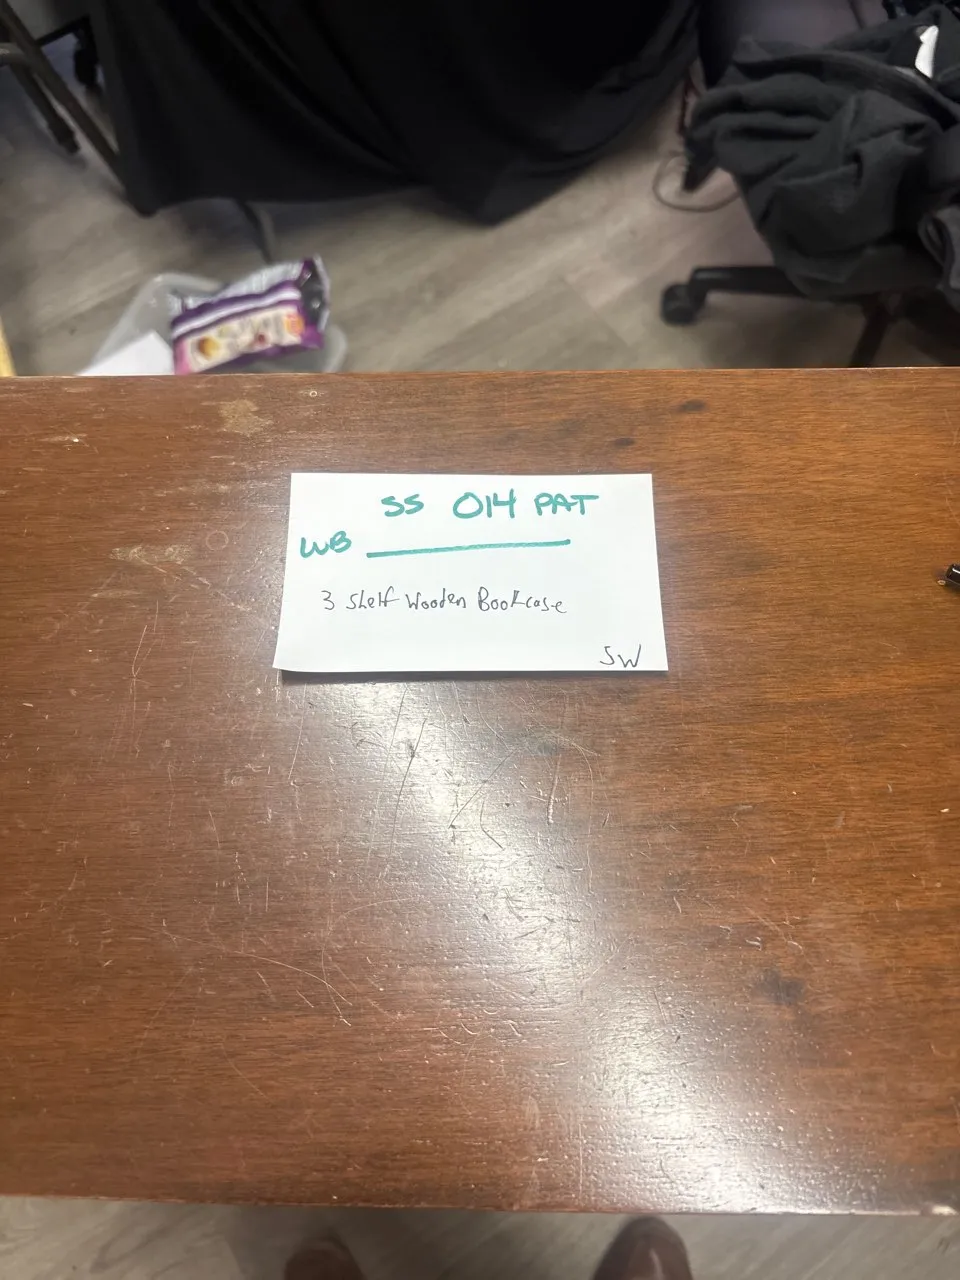 SS 014 PAT
WB
3 Shelf Wooden Bookcase
SW